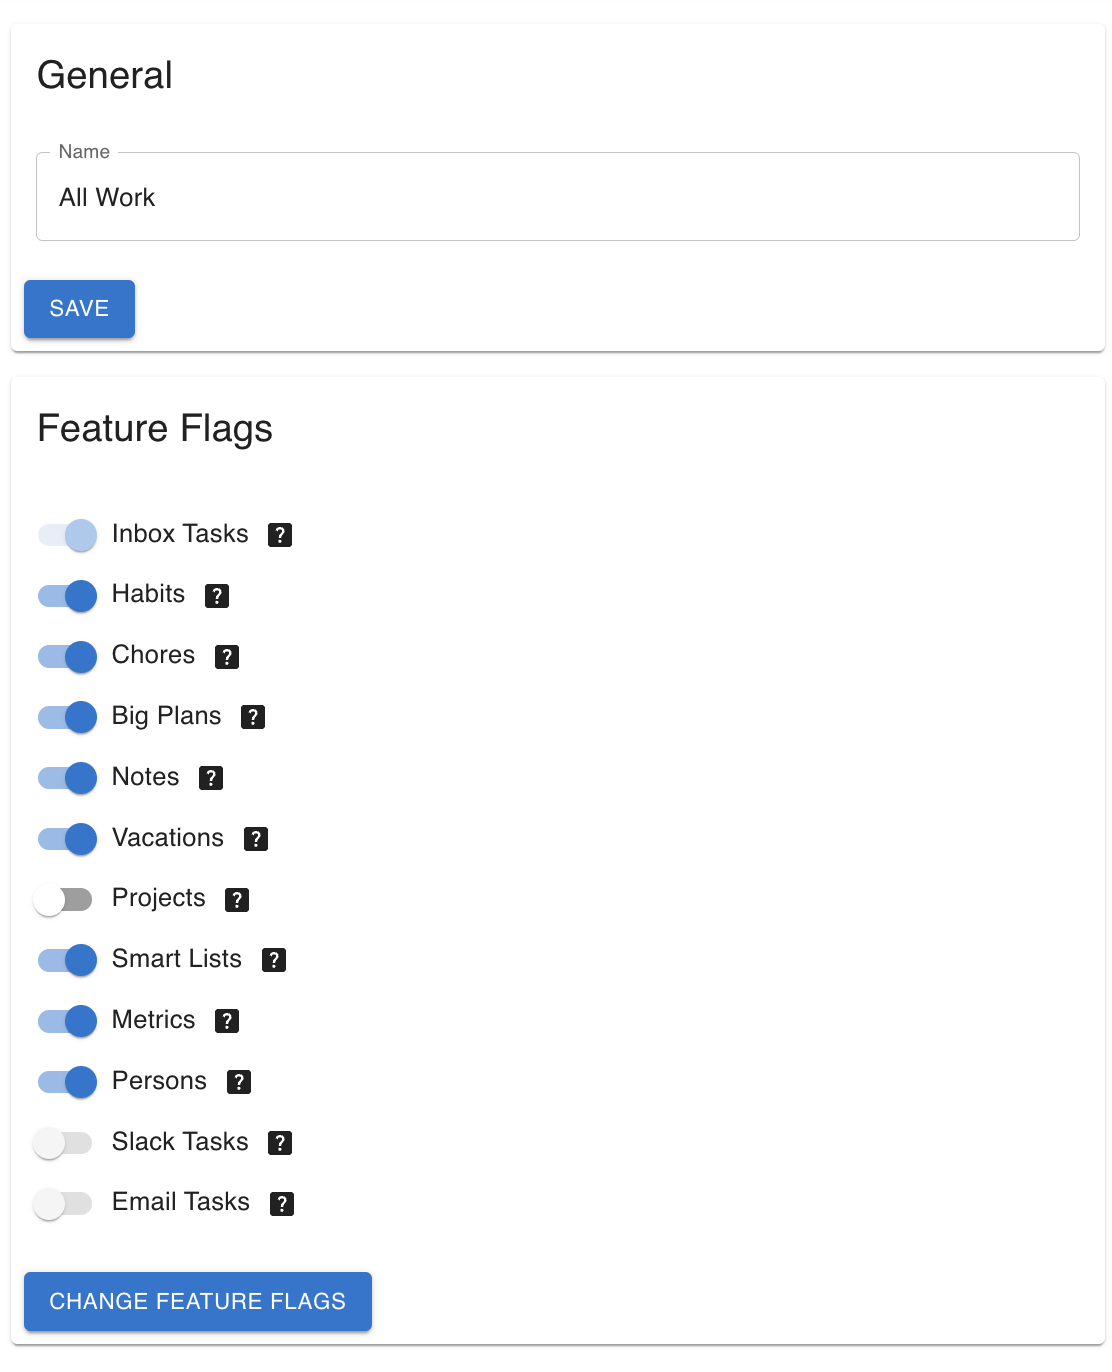 General
Name
All Work
SAVE
Feature Flags
Inbox Tasks ?
Habits ?
Chores ?
Big Plans ?
Notes ?
Vacations ?
Projects ?
Smart Lists ?
Metrics ?
Persons ?
Slack Tasks ?
Email Tasks ?
CHANGE FEATURE FLAGS